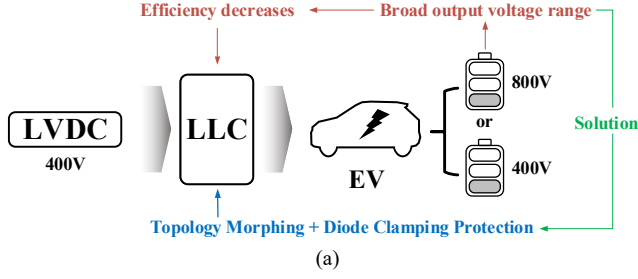 Efficiency decreases
Broad output voltage range
LVDC
400V
LLC
EV
800V
or
400V
Solution
Topology Morphing + Diode Clamping Protection
(a)